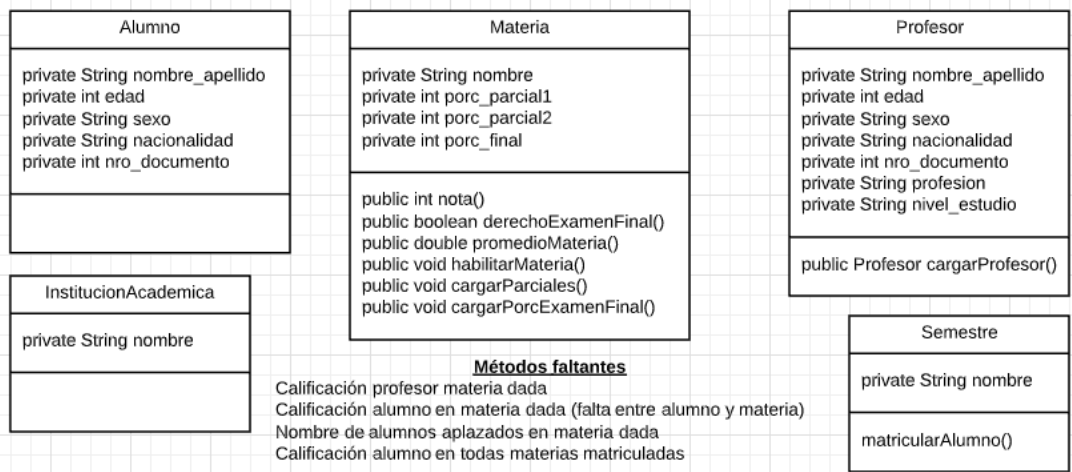 Alumno
private String nombre_apellido
private int edad
private String sexo
private String nacionalidad
private int nro_documento
Materia
private String nombre
private int porc_parcial1
private int porc_parcial2
private int porc_final
public int nota()
public boolean derechoExamenFinal()
public double promedioMateria()
public void habilitarMateria()
public void cargarParciales()
public void cargarPorcExamenFinal()
Profesor
private String nombre_apellido
private int edad
private String sexo
private String nacionalidad
private int nro_documento
private String profesion
private String nivel_estudio
public Profesor cargarProfesor()
InstitucionAcademica
private String nombre
Semestre
private String nombre
matricularAlumno()
Métodos faltantes
Calificación profesor materia dada
Calificación alumno en materia dada (falta entre alumno y materia)
Nombre de alumnos aplazados en materia dada
Calificación alumno en todas materias matriculadas